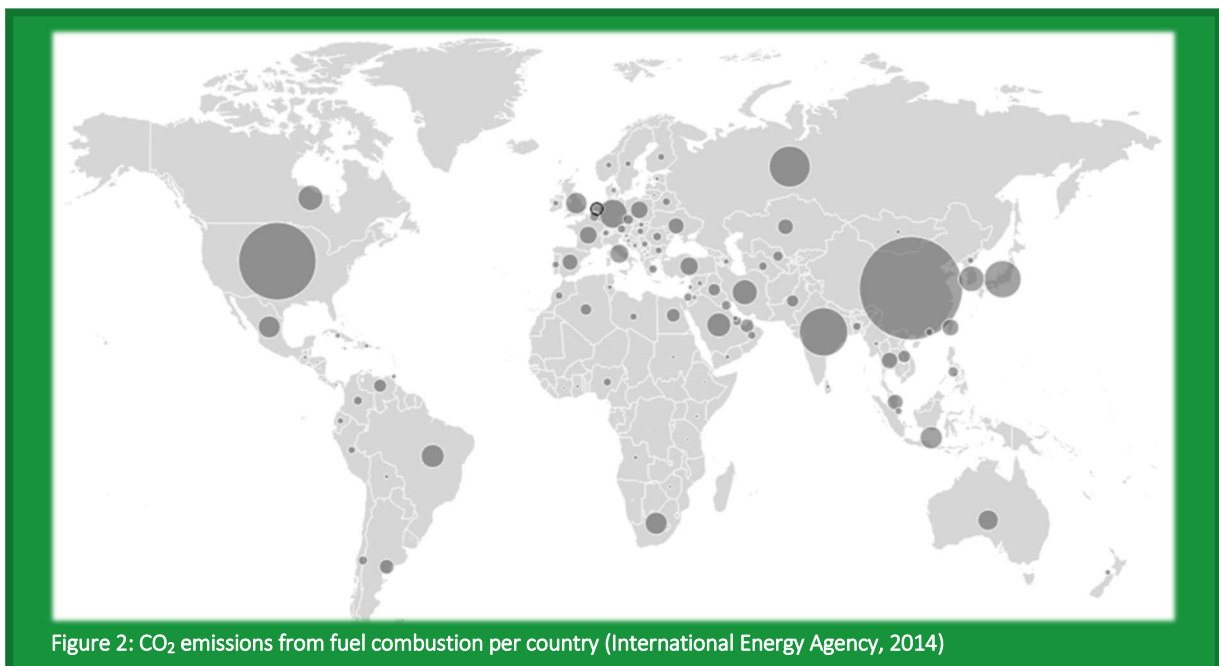 Figure 2: CO₂ emissions from fuel combustion per country (International Energy Agency, 2014)